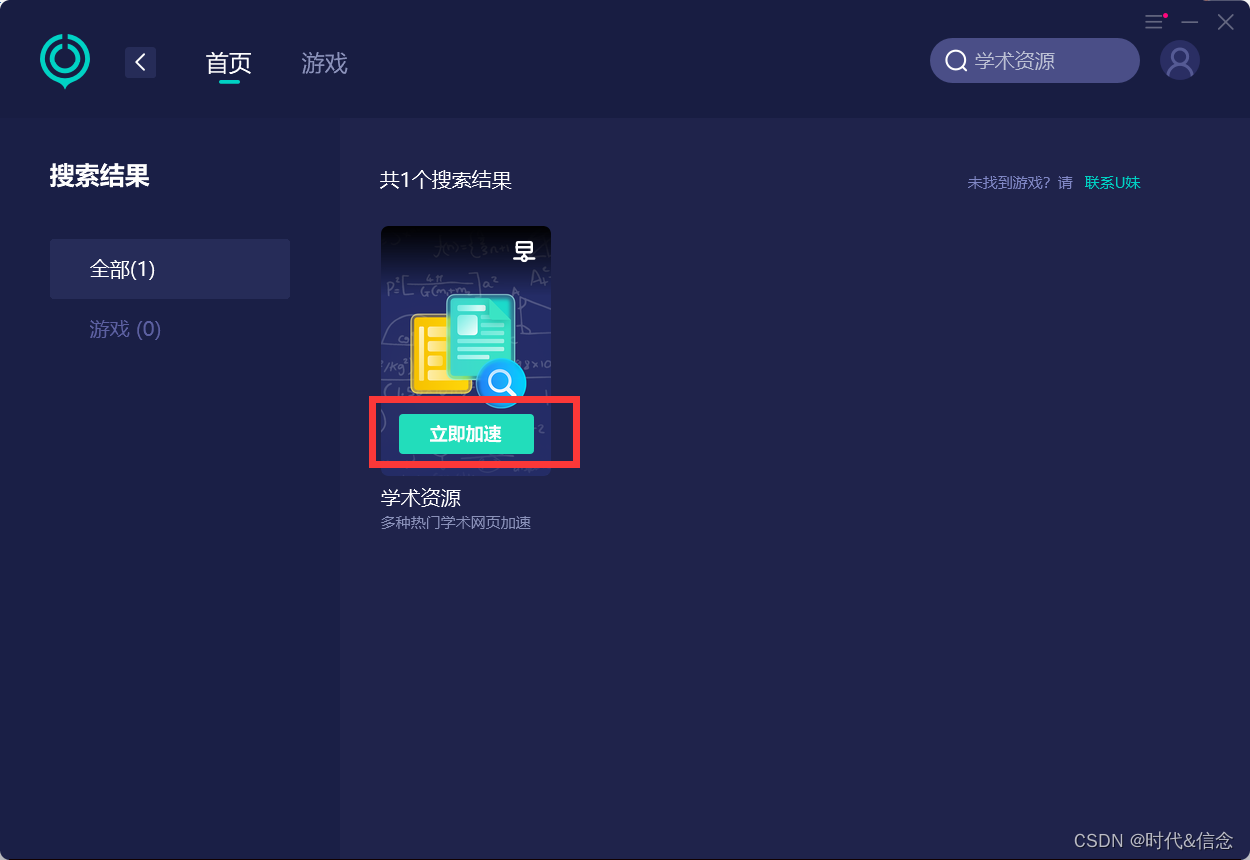 首页
游戏
学术资源
搜索结果
全部(1)
游戏 (0)
共1个搜索结果
未找到游戏？请 联系U妹
立即加速
学术资源
多种热门学术网页加速
CSDN @时代&信念